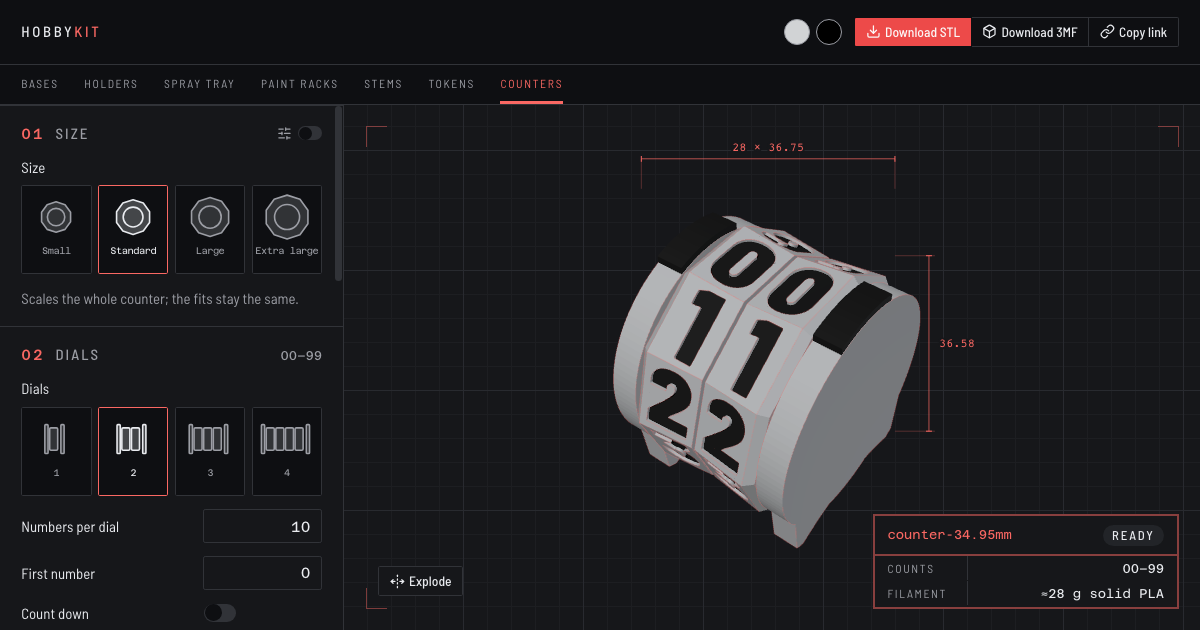 HOBBYKIT
Download STL
Download 3MF
Copy link
BASES
HOLDERS
SPRAY TRAY
PAINT RACKS
STEMS
TOKENS
COUNTERS
01 SIZE
Size
Small
Standard
Large
Extra large
Scales the whole counter; the fits stay the same.
02 DIALS
00–99
Dials
1
2
3
4
Numbers per dial
10
First number
0
Count down
28 × 36.75
00
11
22
36.58
Explode
counter-34.95mm
READY
COUNTS
00–99
FILAMENT
≈28 g solid PLA